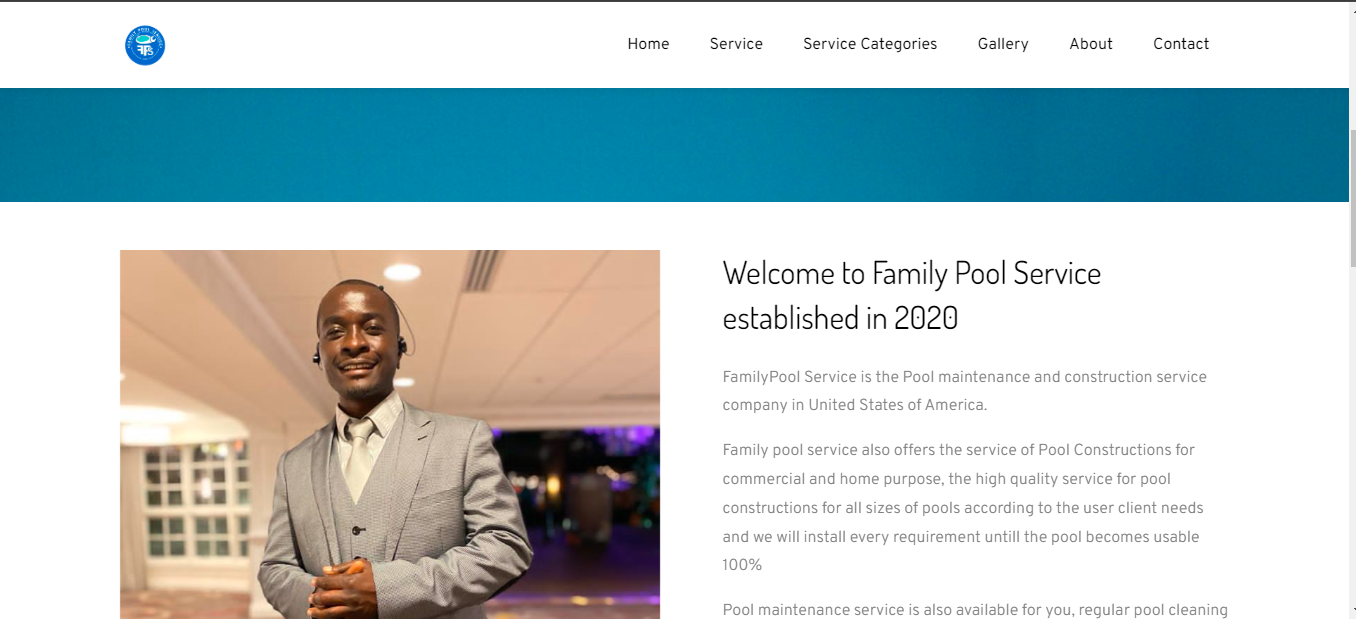 FAMILY POOL SERVICE
FPS
Home Service Service Categories Gallery About Contact
Welcome to Family Pool Service
established in 2020
FamilyPool Service is the Pool maintenance and construction service
company in United States of America.
Family pool service also offers the service of Pool Constructions for
commercial and home purpose, the high quality service for pool
constructions for all sizes of pools according to the user client needs
and we will install every requirement untill the pool becomes usable
100%
Pool maintenance service is also available for you, regular pool cleaning